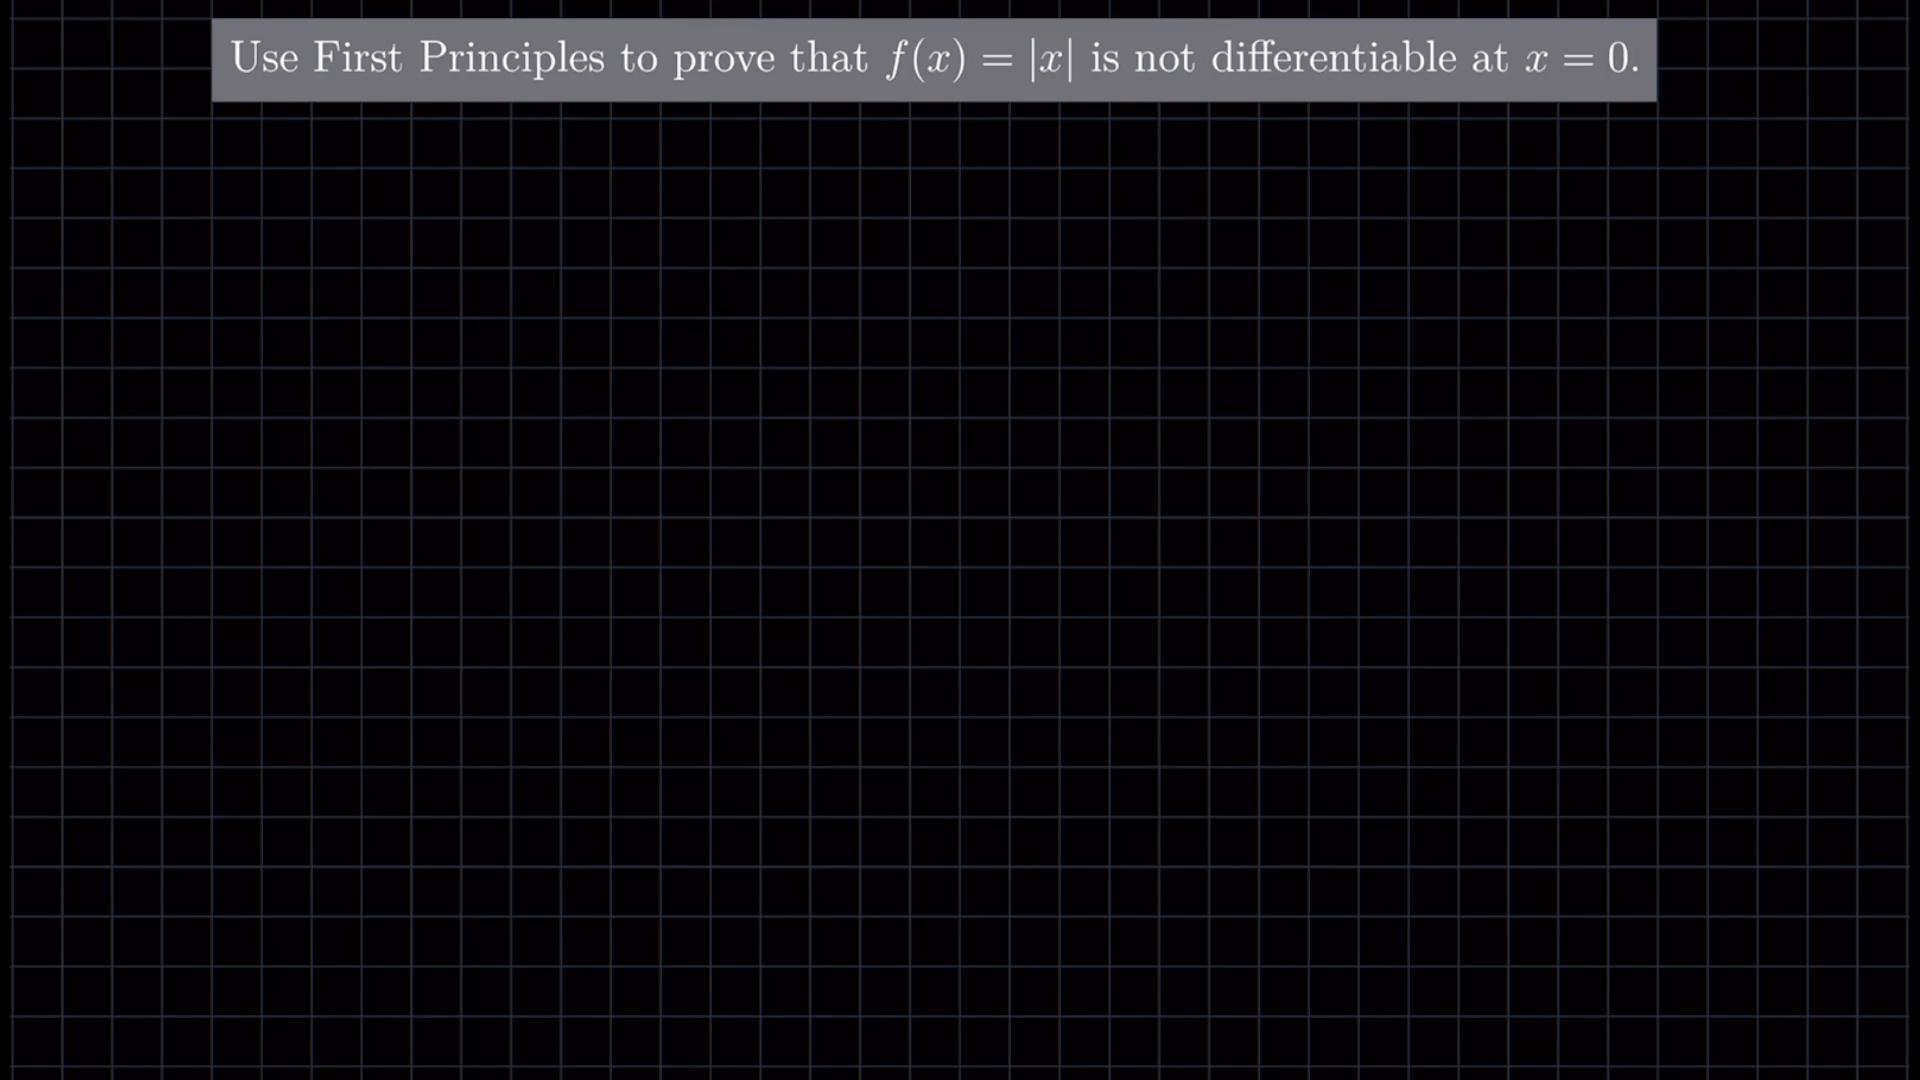 Use First Principles to prove that f(x) = |x| is not differentiable at x = 0.